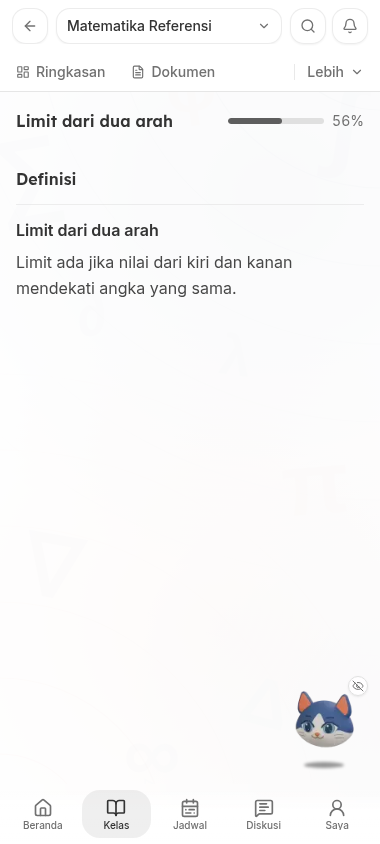 Matematika Referensi
Ringkasan
Dokumen
Lebih
Limit dari dua arah
56%
Definisi
Limit dari dua arah
Limit ada jika nilai dari kiri dan kanan
mendekati angka yang sama.
Beranda
Kelas
Jadwal
Diskusi
Saya